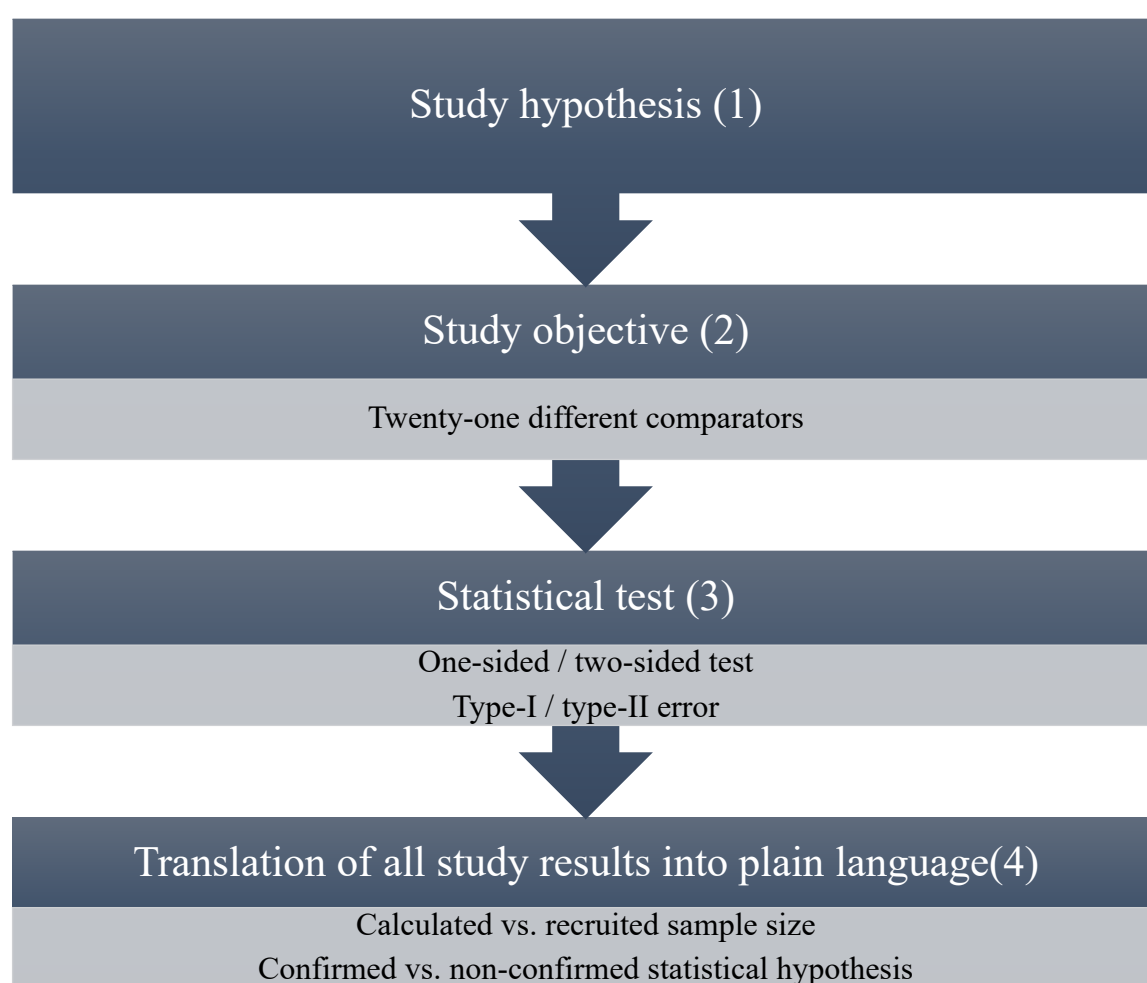 Study hypothesis (1)
Study objective (2)
Twenty-one different comparators
Statistical test (3)
One-sided / two-sided test
Type-I / type-II error
Translation of all study results into plain language(4)
Calculated vs. recruited sample size
Confirmed vs. non-confirmed statistical hypothesis